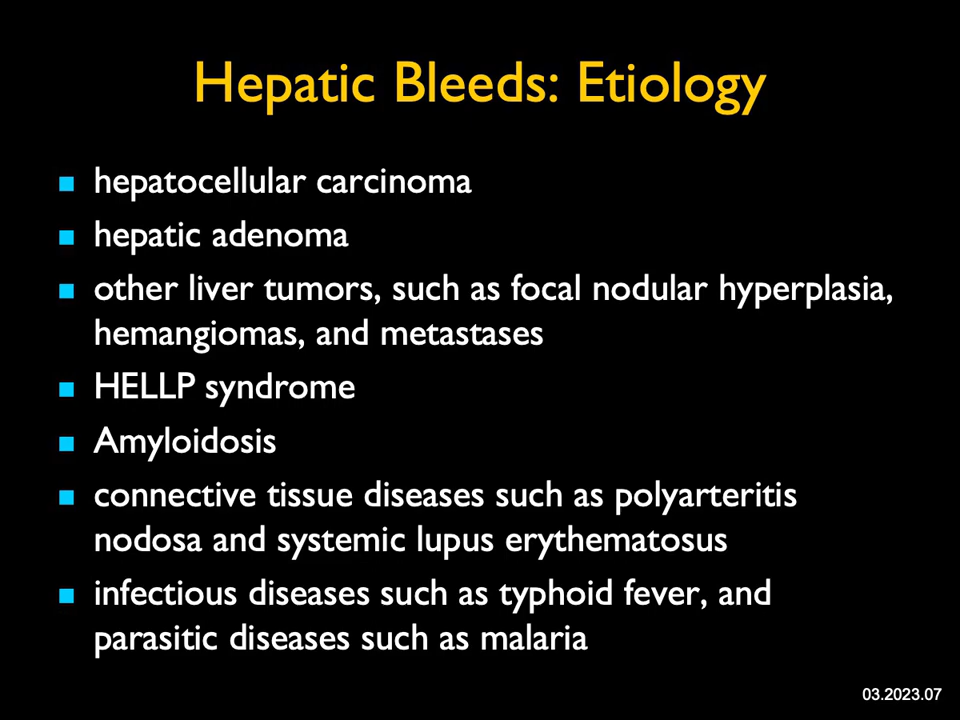 Hepatic Bleeds: Etiology
hepatocellular carcinoma
hepatic adenoma
other liver tumors, such as focal nodular hyperplasia,
hemangiomas, and metastases
HELLP syndrome
Amyloidosis
connective tissue diseases such as polyarteritis
nodosa and systemic lupus erythematosus
infectious diseases such as typhoid fever, and
parasitic diseases such as malaria
03.2023.07